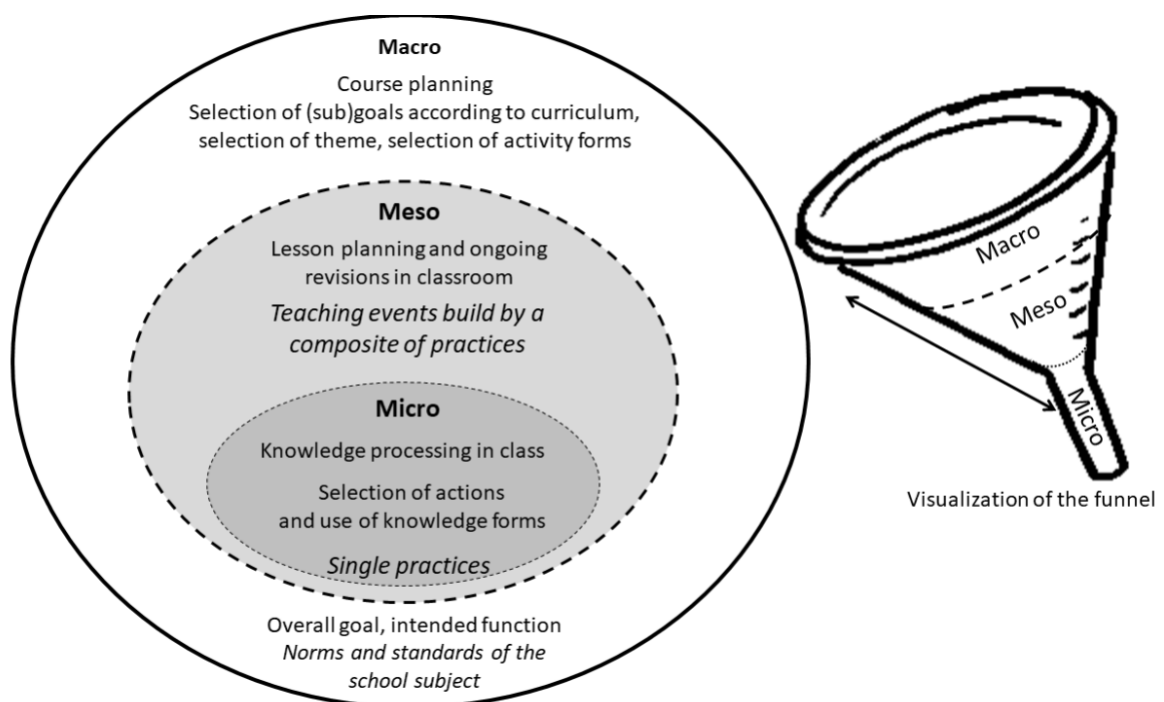 Macro
Course planning
Selection of (sub)goals according to curriculum,
selection of theme, selection of activity forms
Meso
Lesson planning and ongoing
revisions in classroom
Teaching events build by a
composite of practices
Micro
Knowledge processing in class
Selection of actions
and use of knowledge forms
Single practices
Overall goal, intended function
Norms and standards of the
school subject
Macro
Meso
Micro
Visualization of the funnel